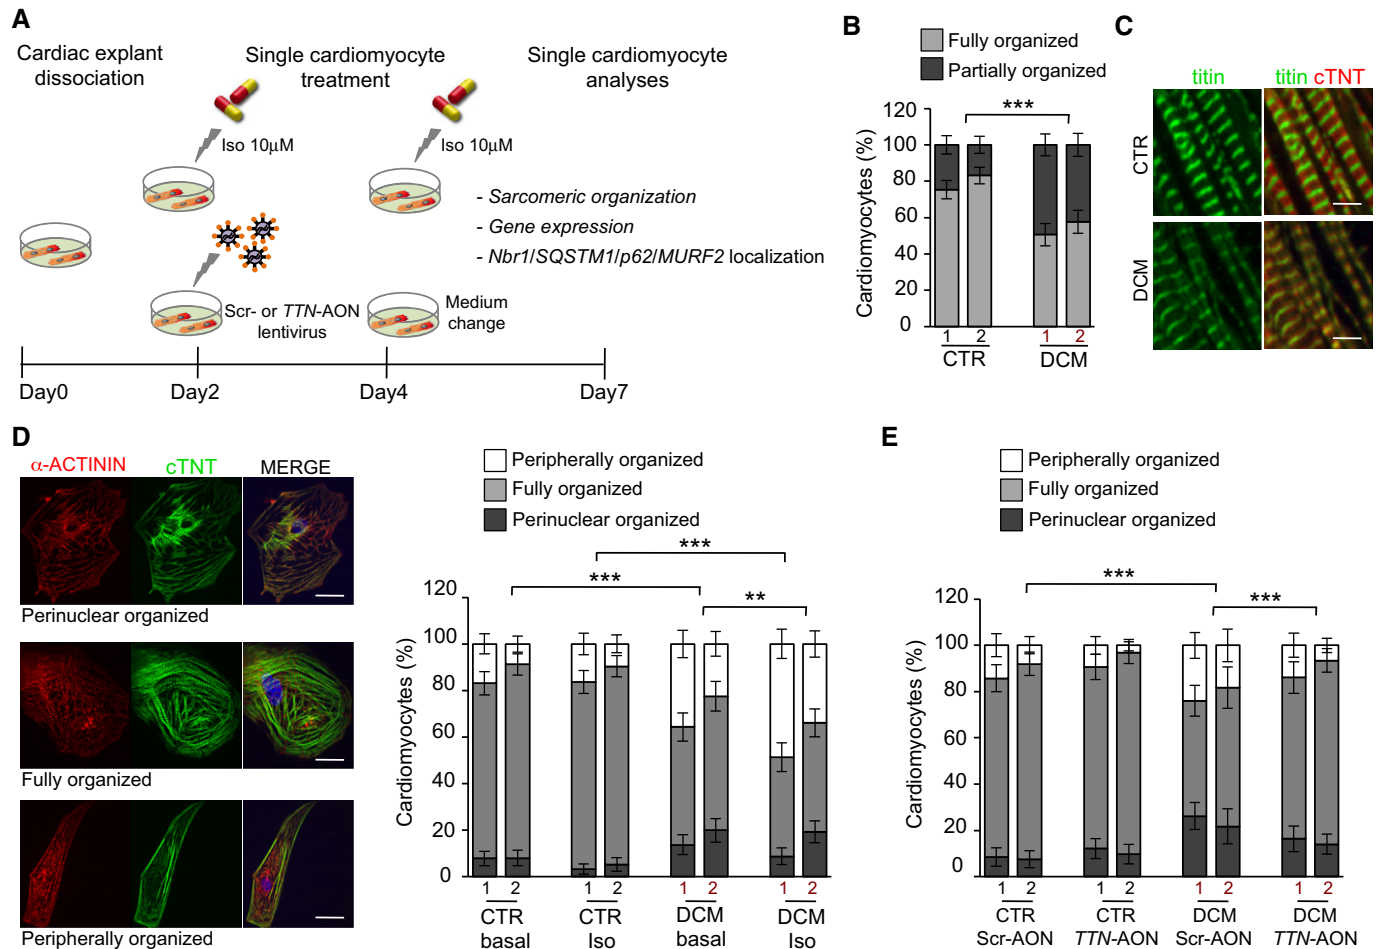 A
Cardiac explant
dissociation
Single cardiomyocyte
treatment
Single cardiomyocyte
analyses
Iso 10μM
Iso 10μM
- Sarcomeric organization
- Gene expression
- Nbr1/SQSTM1/p62/MURF2 localization
Scr- or TTN-AON
lentivirus
Medium
change
Day0
Day2
Day4
Day7
B
Fully organized
Partially organized
***
Cardiomyocytes (%)
120
100
80
60
40
20
0
1 2 1 2
CTR DCM
C
titin
titin cTNT
CTR
DCM
D
α-ACTININ
cTNT
MERGE
Perinuclear organized
Fully organized
Peripherally organized
Peripherally organized
Fully organized
Perinuclear organized
***
***
**
Cardiomyocytes (%)
120
100
80
60
40
20
0
1 2 1 2 1 2 1 2
CTR CTR DCM DCM
basal Iso basal Iso
E
Peripherally organized
Fully organized
Perinuclear organized
***
***
Cardiomyocytes (%)
120
100
80
60
40
20
0
1 2 1 2 1 2 1 2
CTR CTR DCM DCM
Scr-AON TTN-AON Scr-AON TTN-AON